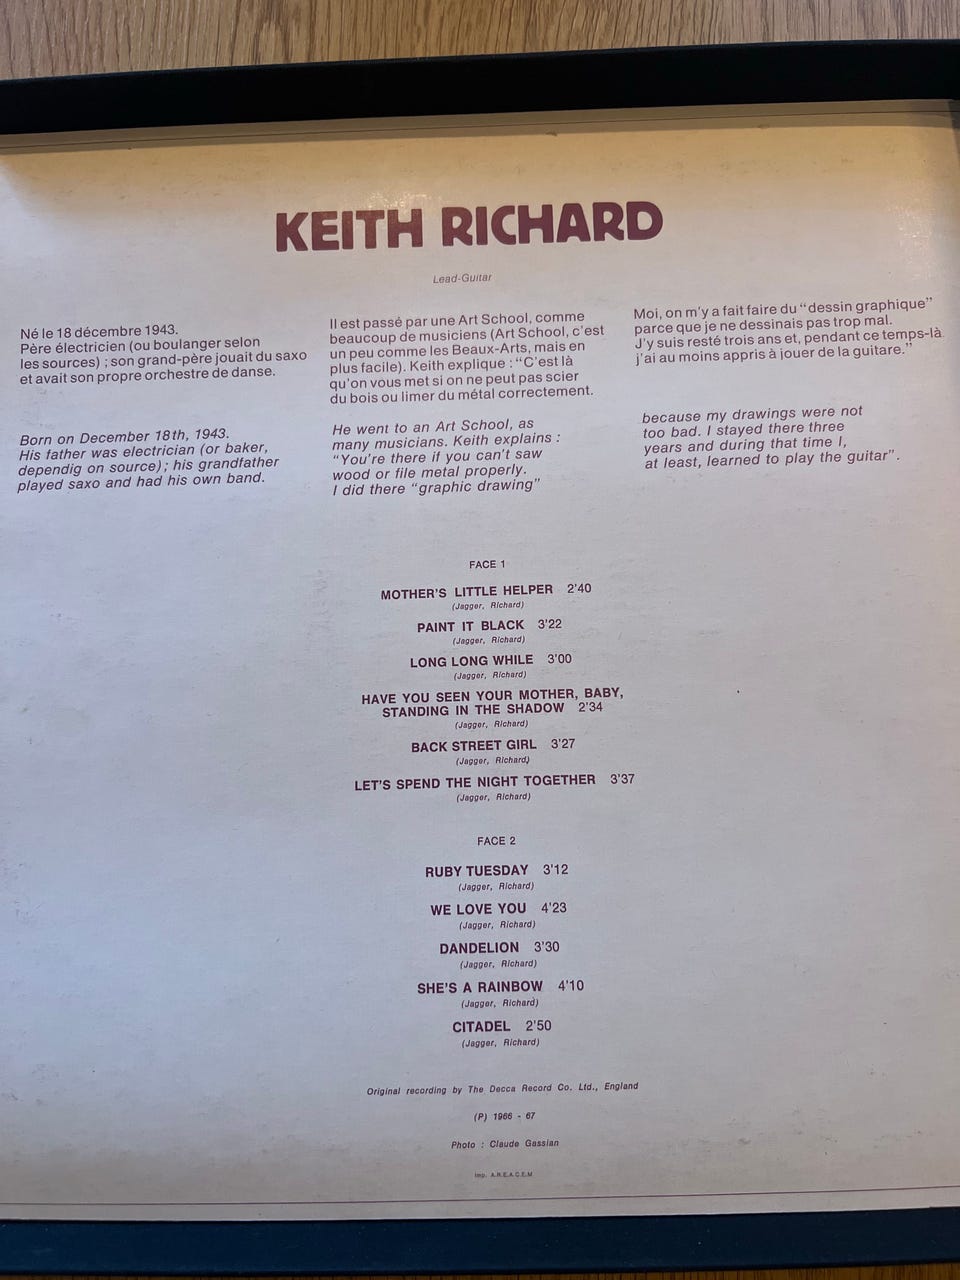 KEITH RICHARD
Lead-Guitar
Né le 18 décembre 1943.
Père électricien (ou boulanger selon
les sources) ; son grand-père jouait du saxo
et avait son propre orchestre de danse.
Il est passé par une Art School, comme
beaucoup de musiciens (Art School, c'est
un peu comme les Beaux-Arts, mais en
plus facile). Keith explique : "C'est là
qu'on vous met si on ne peut pas scier
du bois ou limer du métal correctement.
Moi, on m'y a fait faire du "dessin graphique"
parce que je ne dessinais pas trop mal.
J'y suis resté trois ans et, pendant ce temps-là
j'ai au moins appris à jouer de la guitare."
Born on December 18th, 1943.
His father was electrician (or baker,
dependig on source) ; his grandfather
played saxo and had his own band.
He went to an Art School, as
many musicians. Keith explains :
"You're there if you can't saw
wood or file metal properly.
I did there "graphic drawing"
because my drawings were not
too bad. I stayed there three
years and during that time I,
at least, learned to play the guitar".
FACE 1
MOTHER'S LITTLE HELPER 2'40
(Jagger, Richard)
PAINT IT BLACK 3'22
(Jagger, Richard)
LONG LONG WHILE 3'00
(Jagger, Richard)
HAVE YOU SEEN YOUR MOTHER, BABY,
STANDING IN THE SHADOW 2'34
(Jagger, Richard)
BACK STREET GIRL 3'27
(Jagger, Richard)
LET'S SPEND THE NIGHT TOGETHER 3'37
(Jagger, Richard)
FACE 2
RUBY TUESDAY 3'12
(Jagger, Richard)
WE LOVE YOU 4'23
(Jagger, Richard)
DANDELION 3'30
(Jagger, Richard)
SHE'S A RAINBOW 4'10
(Jagger, Richard)
CITADEL 2'50
(Jagger, Richard)
Original recording by The Decca Record Co. Ltd., England
(P) 1966 - 67
Photo : Claude Gassian
Imp. A.R.E.A.C.E.M